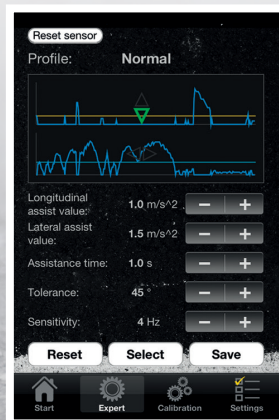 Reset sensor
Profile: Normal
Longitudinal
assist value: 1.0 m/s^2
Lateral assist
value: 1.5 m/s^2
Assistance time: 1.0 s
Tolerance: 45 °
Sensitivity: 4 Hz
Reset Select Save
Start Expert Calibration Settings